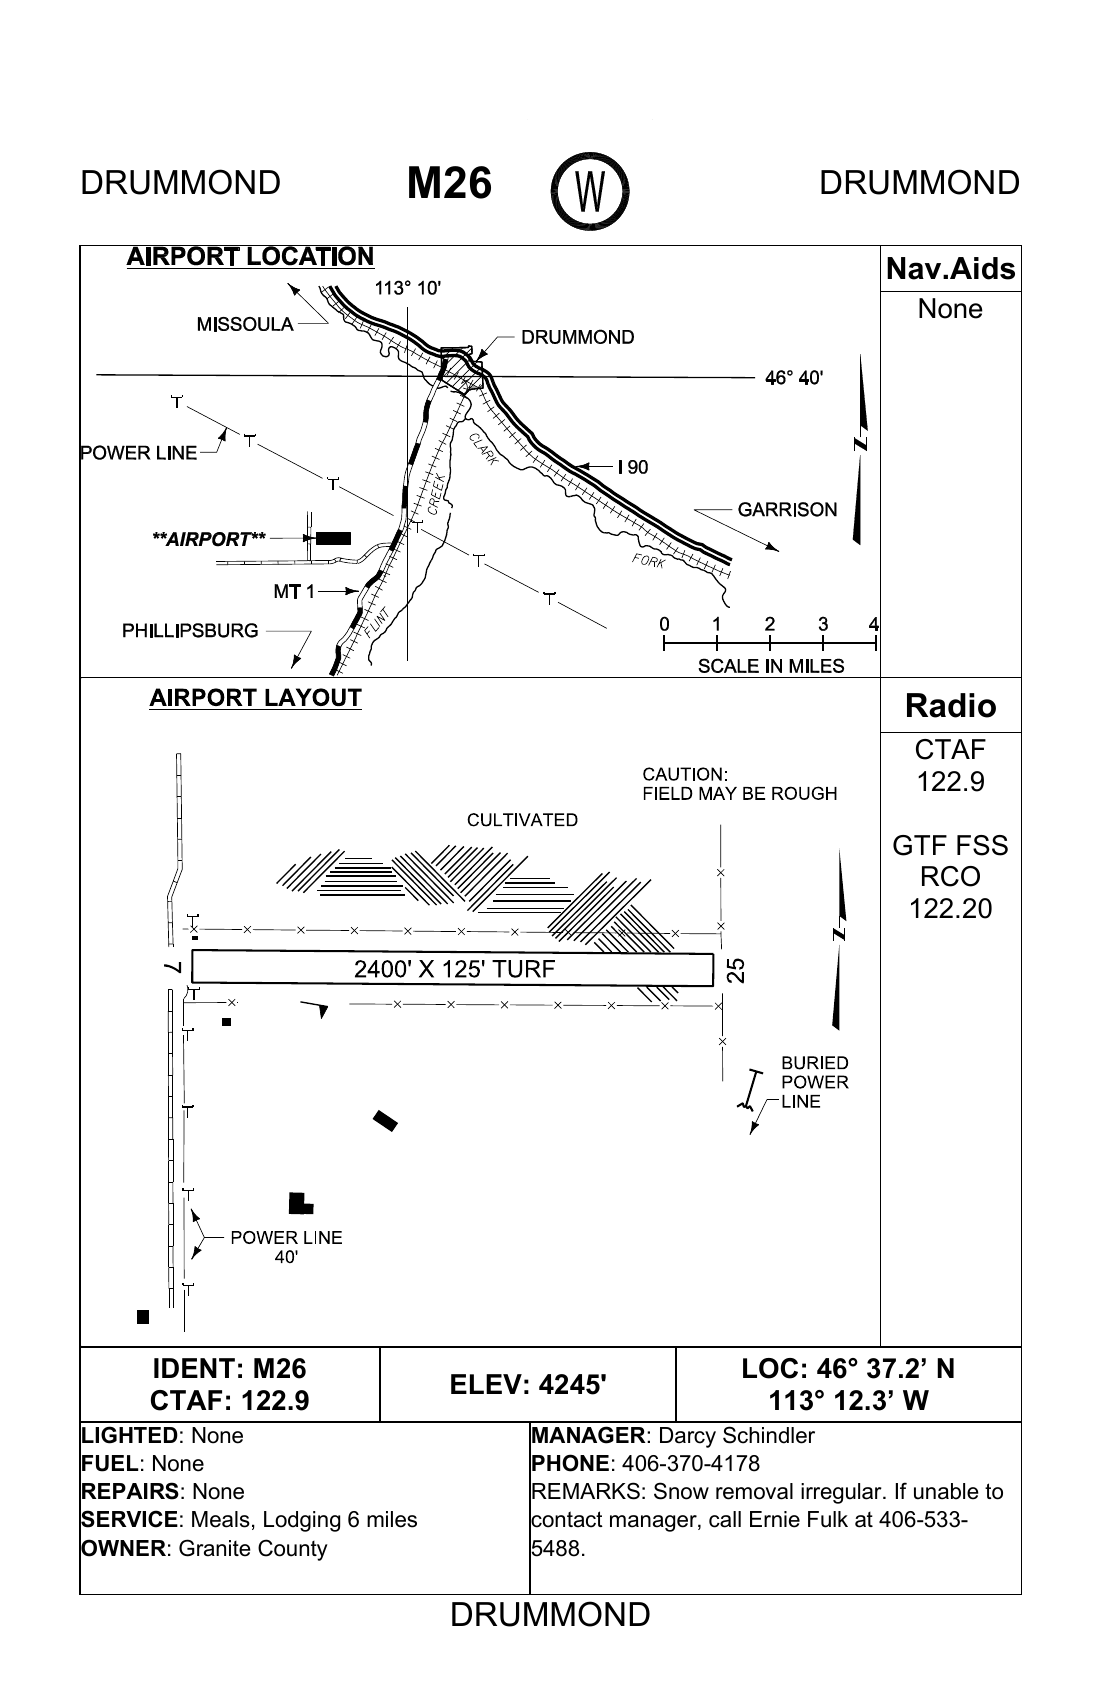 DRUMMOND M26 W DRUMMOND
AIRPORT LOCATION
113° 10'
MISSOULA
DRUMMOND
46° 40'
POWER LINE
CLARK
I 90
CREEK
GARRISON
**AIRPORT**
FORK
MT 1
FLINT
PHILLIPSBURG
0 1 2 3 4
SCALE IN MILES
N
Nav.Aids
None
AIRPORT LAYOUT
CAUTION:
FIELD MAY BE ROUGH
CULTIVATED
7
2400' X 125' TURF
25
N
BURIED
POWER
LINE
POWER LINE
40'
Radio
CTAF
122.9
GTF FSS
RCO
122.20
IDENT: M26
CTAF: 122.9
ELEV: 4245'
LOC: 46° 37.2’ N
113° 12.3’ W
LIGHTED: None
FUEL: None
REPAIRS: None
SERVICE: Meals, Lodging 6 miles
OWNER: Granite County
MANAGER: Darcy Schindler
PHONE: 406-370-4178
REMARKS: Snow removal irregular. If unable to
contact manager, call Ernie Fulk at 406-533-
5488.
DRUMMOND